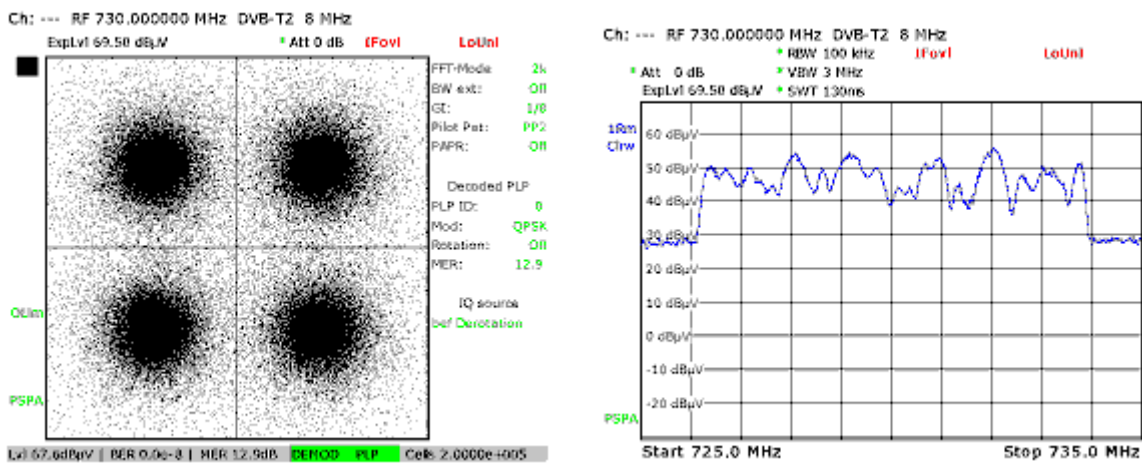 Ch: --- RF 730.000000 MHz DVB-T2 8 MHz
ExpLvl 69.50 dBµV * Att 0 dB IFovl LoUnl
FFT-Mode 2k
BW ext: Off
GI: 1/8
Pilot Pat: PP2
PAPR: Off
Decoded PLP
PLP ID: 0
Mod: QPSK
Rotation: Off
MER: 12.9
IQ source
bef Derotation
OLim
PSPA
Lvl 67.6dBµV | BER 0.0e-8 | MER 12.9dB DEMOD PLP Cells 2.0000e+005
Ch: --- RF 730.000000 MHz DVB-T2 8 MHz
* RBW 100 kHz IFovl LoUnl
* Att 0 dB * VBW 3 MHz
ExpLvl 69.50 dBµV * SWT 130ms
1Rm
Clrw
60 dBµV
50 dBµV
40 dBµV
30 dBµV
20 dBµV
10 dBµV
0 dBµV
-10 dBµV
-20 dBµV
PSPA
Start 725.0 MHz Stop 735.0 MHz